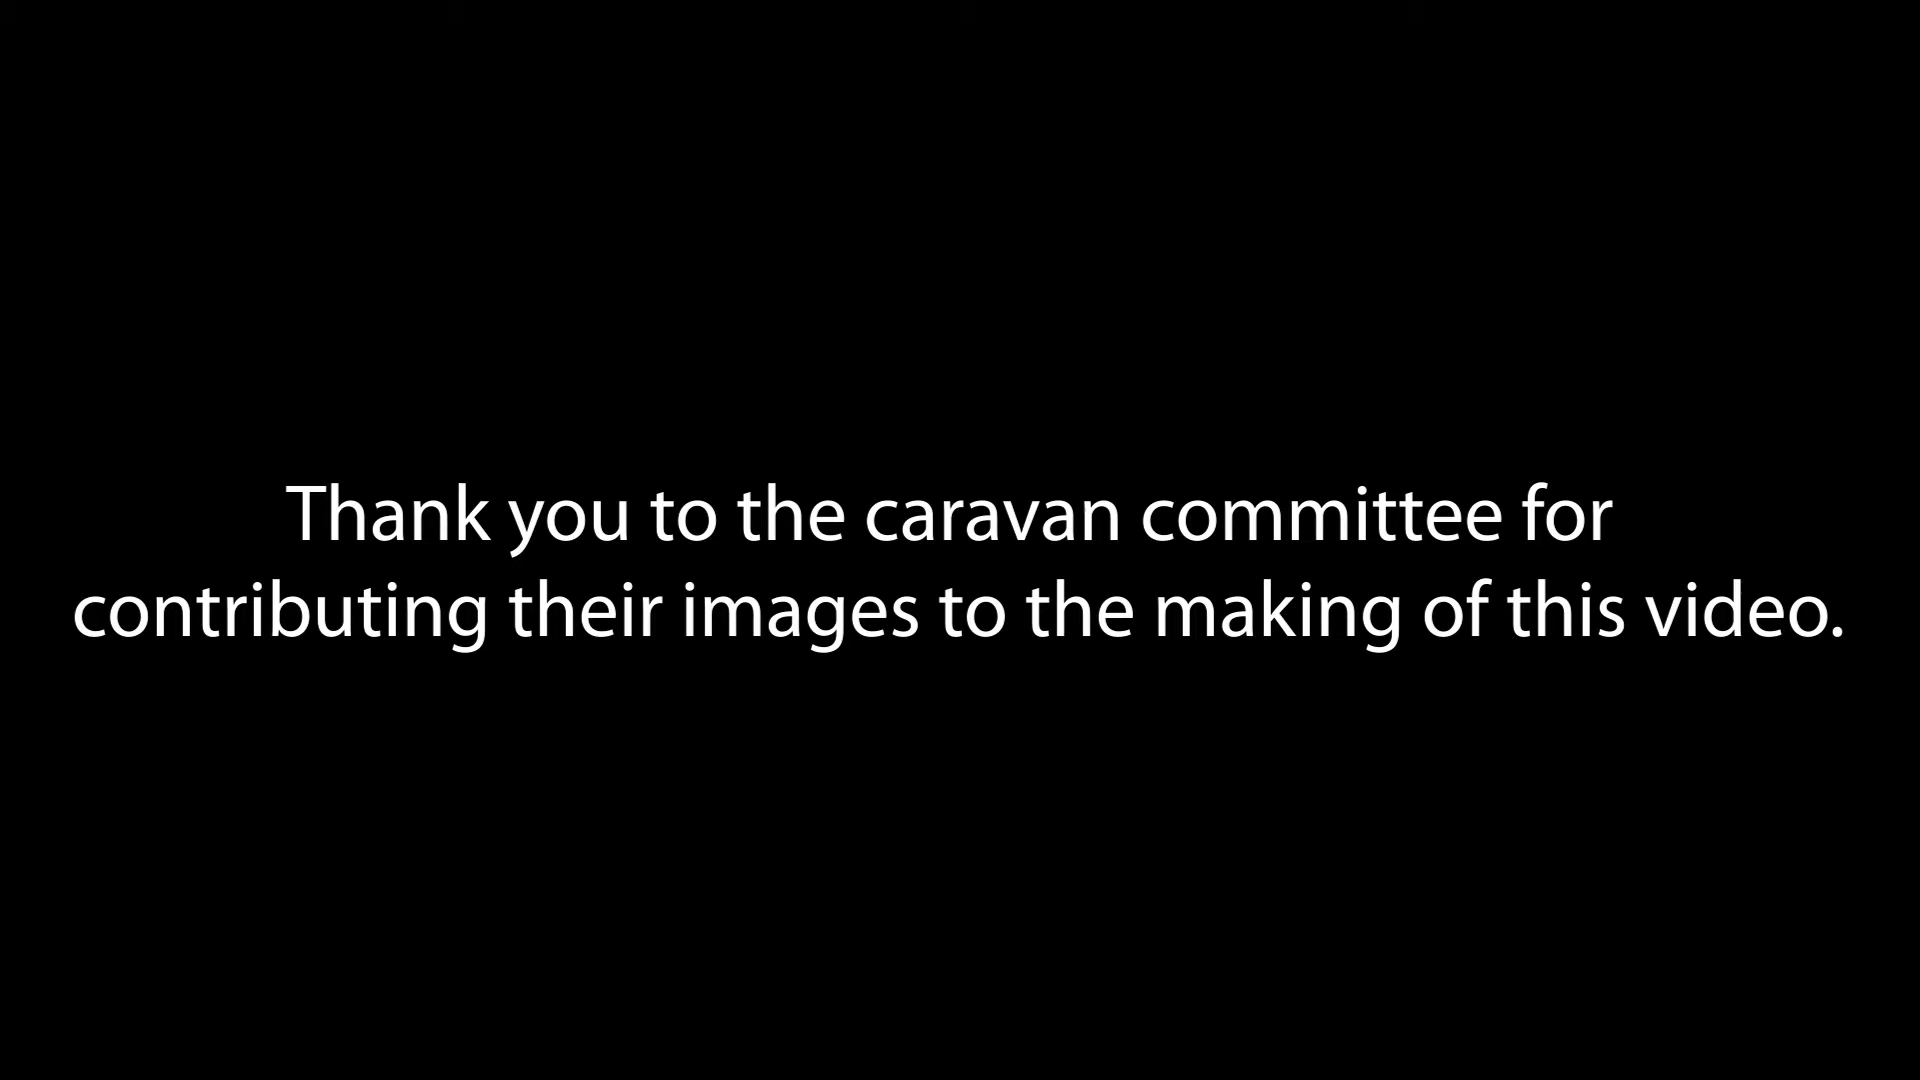 Thank you to the caravan committee for
contributing their images to the making of this video.